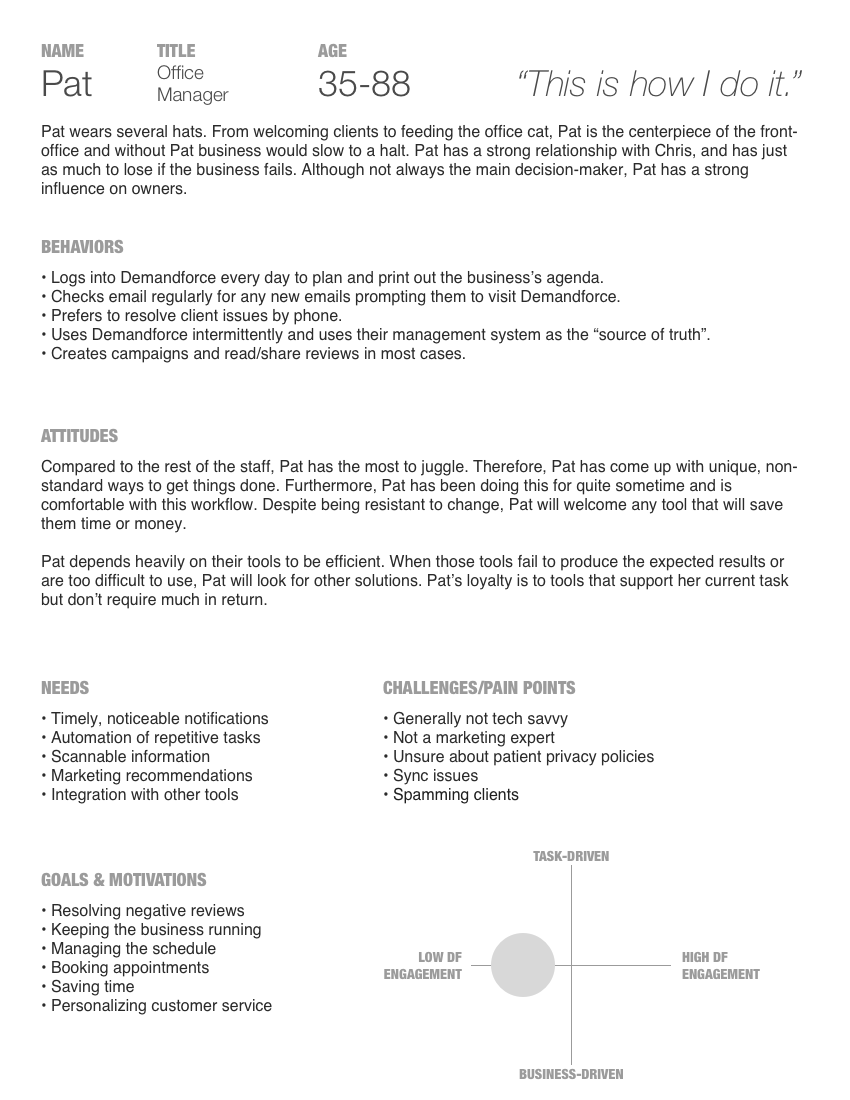 NAME
Pat
TITLE
Office
Manager
AGE
35-88
“This is how I do it.”
Pat wears several hats. From welcoming clients to feeding the office cat, Pat is the centerpiece of the front-
office and without Pat business would slow to a halt. Pat has a strong relationship with Chris, and has just
as much to lose if the business fails. Although not always the main decision-maker, Pat has a strong
influence on owners.
BEHAVIORS
• Logs into Demandforce every day to plan and print out the business’s agenda.
• Checks email regularly for any new emails prompting them to visit Demandforce.
• Prefers to resolve client issues by phone.
• Uses Demandforce intermittently and uses their management system as the “source of truth”.
• Creates campaigns and read/share reviews in most cases.
ATTITUDES
Compared to the rest of the staff, Pat has the most to juggle. Therefore, Pat has come up with unique, non-
standard ways to get things done. Furthermore, Pat has been doing this for quite sometime and is
comfortable with this workflow. Despite being resistant to change, Pat will welcome any tool that will save
them time or money.
Pat depends heavily on their tools to be efficient. When those tools fail to produce the expected results or
are too difficult to use, Pat will look for other solutions. Pat’s loyalty is to tools that support her current task
but don’t require much in return.
NEEDS
• Timely, noticeable notifications
• Automation of repetitive tasks
• Scannable information
• Marketing recommendations
• Integration with other tools
CHALLENGES/PAIN POINTS
• Generally not tech savvy
• Not a marketing expert
• Unsure about patient privacy policies
• Sync issues
• Spamming clients
GOALS & MOTIVATIONS
• Resolving negative reviews
• Keeping the business running
• Managing the schedule
• Booking appointments
• Saving time
• Personalizing customer service
TASK-DRIVEN
LOW DF
ENGAGEMENT
HIGH DF
ENGAGEMENT
BUSINESS-DRIVEN